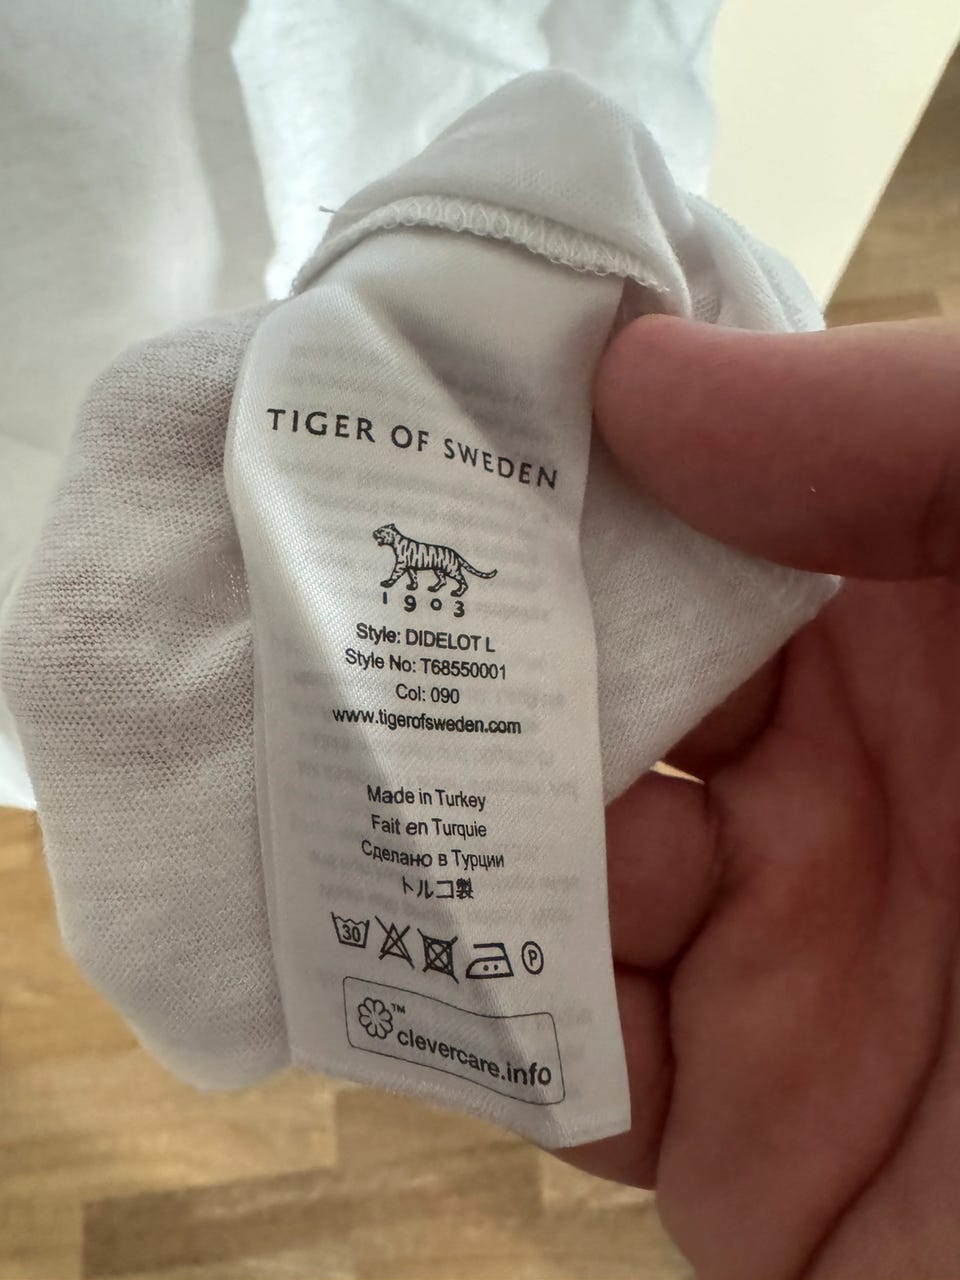 TIGER OF SWEDEN
1903
Style: DIDELOT L
Style No: T68550001
Col: 090
www.tigerofsweden.com
Made in Turkey
Fait en Turquie
Сделано в Турции
トルコ製
30 P
™
clevercare.info